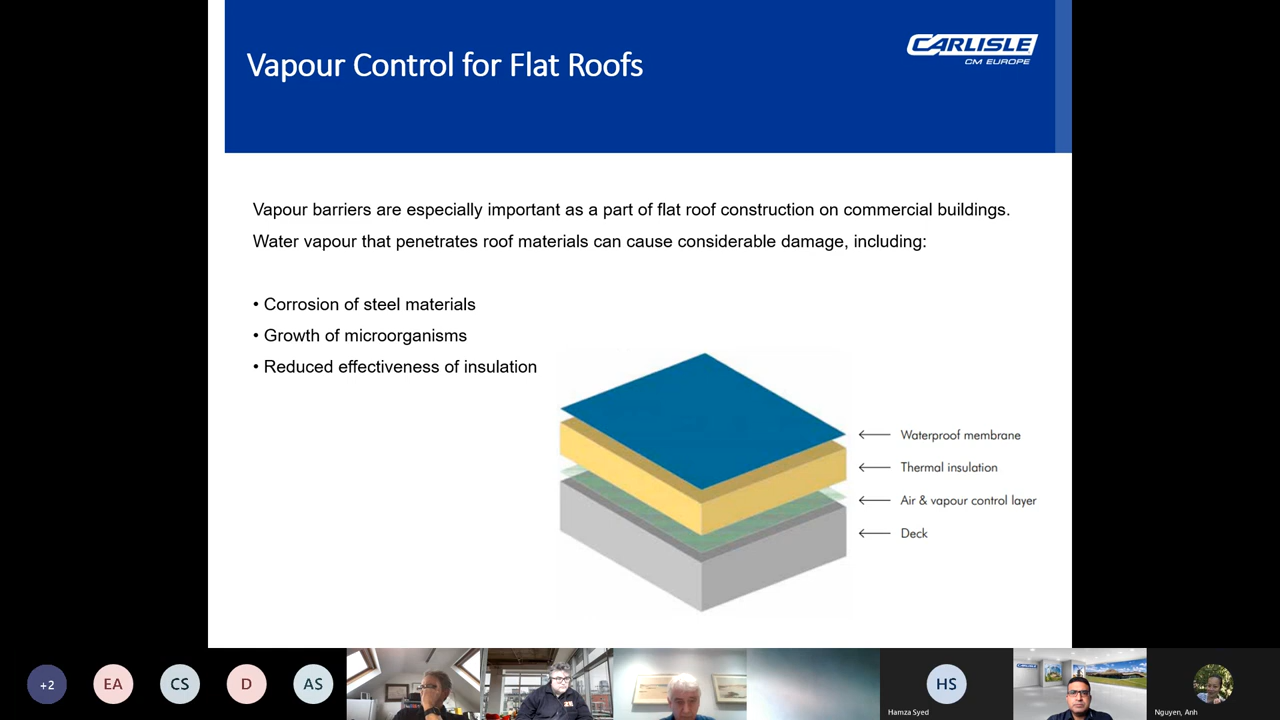 Vapour Control for Flat Roofs
CARLISLE
CM EUROPE
Vapour barriers are especially important as a part of flat roof construction on commercial buildings.
Water vapour that penetrates roof materials can cause considerable damage, including:
• Corrosion of steel materials
• Growth of microorganisms
• Reduced effectiveness of insulation
Waterproof membrane
Thermal insulation
Air & vapour control layer
Deck
+2
EA
CS
D
AS
HS
Hamza Syed
CARLISLE
Nguyen, Anh